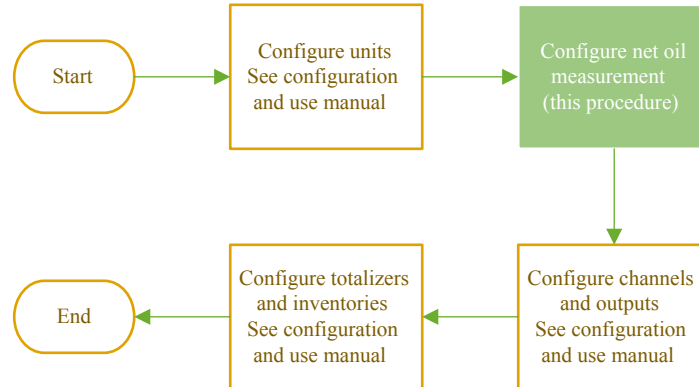 Start
Configure units
See configuration
and use manual
Configure net oil
measurement
(this procedure)
Configure channels
and outputs
See configuration
and use manual
Configure totalizers
and inventories
See configuration
and use manual
End